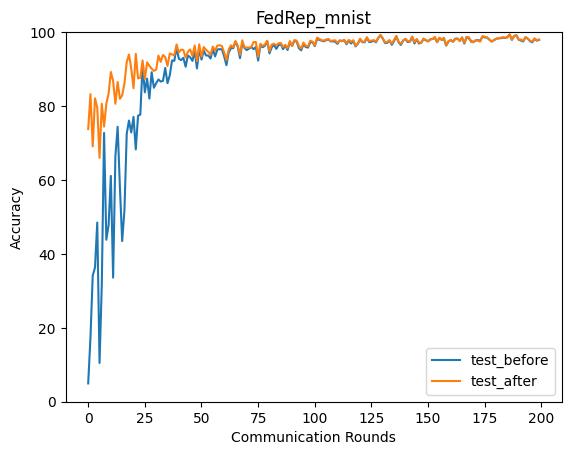 FedRep_mnist
Accuracy
100
80
60
40
20
0
0 25 50 75 100 125 150 175 200
Communication Rounds
test_before
test_after